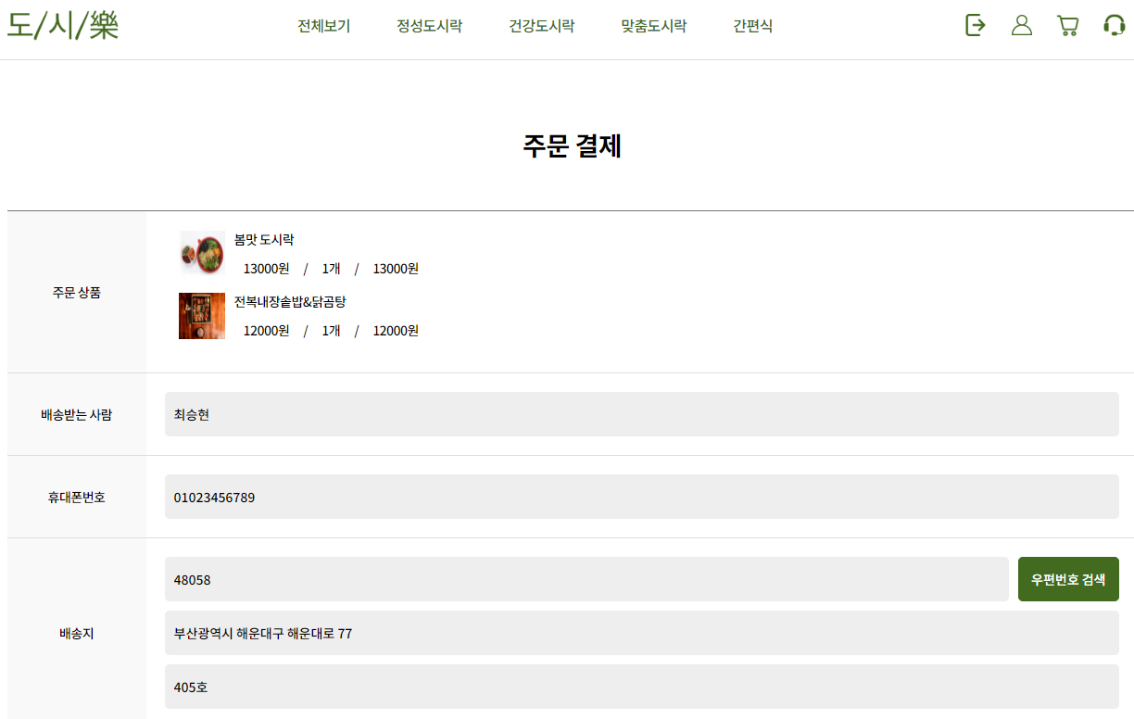 도/시/樂
전체보기 정성도시락 건강도시락 맞춤도시락 간편식
주문 결제
주문 상품
봄맛 도시락
13000원 / 1개 / 13000원
전복내장솥밥&닭곰탕
12000원 / 1개 / 12000원
배송받는 사람
최승현
휴대폰번호
01023456789
배송지
48058
우편번호 검색
부산광역시 해운대구 해운대로 77
405호